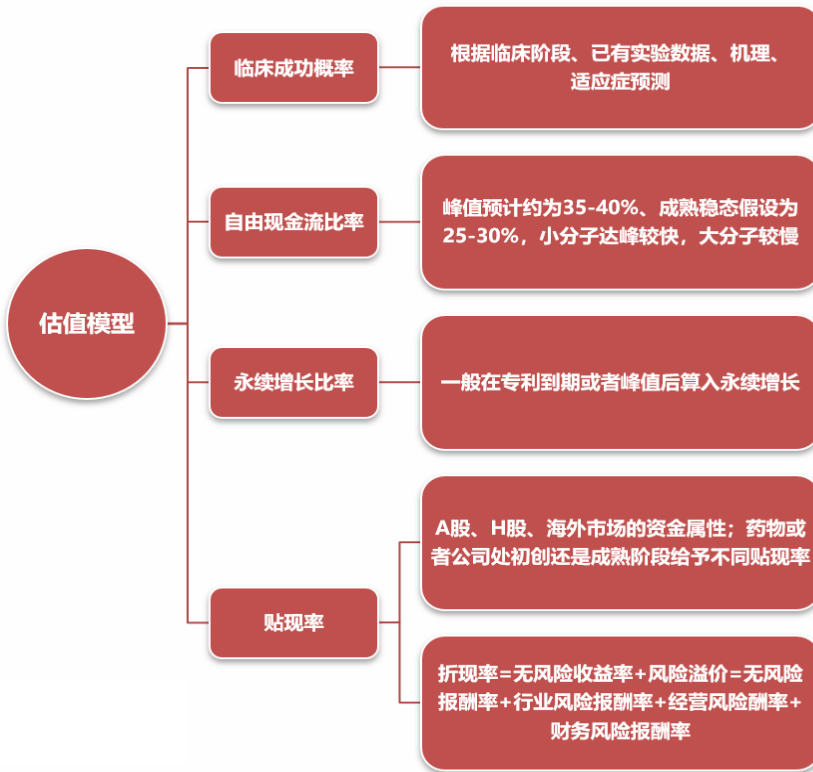 估值模型
临床成功概率
根据临床阶段、已有实验数据、机理、
适应症预测
自由现金流比率
峰值预计约为35-40%、成熟稳态假设为
25-30%，小分子达峰较快，大分子较慢
永续增长比率
一般在专利到期或者峰值后算入永续增长
贴现率
A股、H股、海外市场的资金属性；药物或
者公司处初创还是成熟阶段给予不同贴现率
折现率=无风险收益率+风险溢价=无风险
报酬率+行业风险报酬率+经营风险酬率+
财务风险报酬率